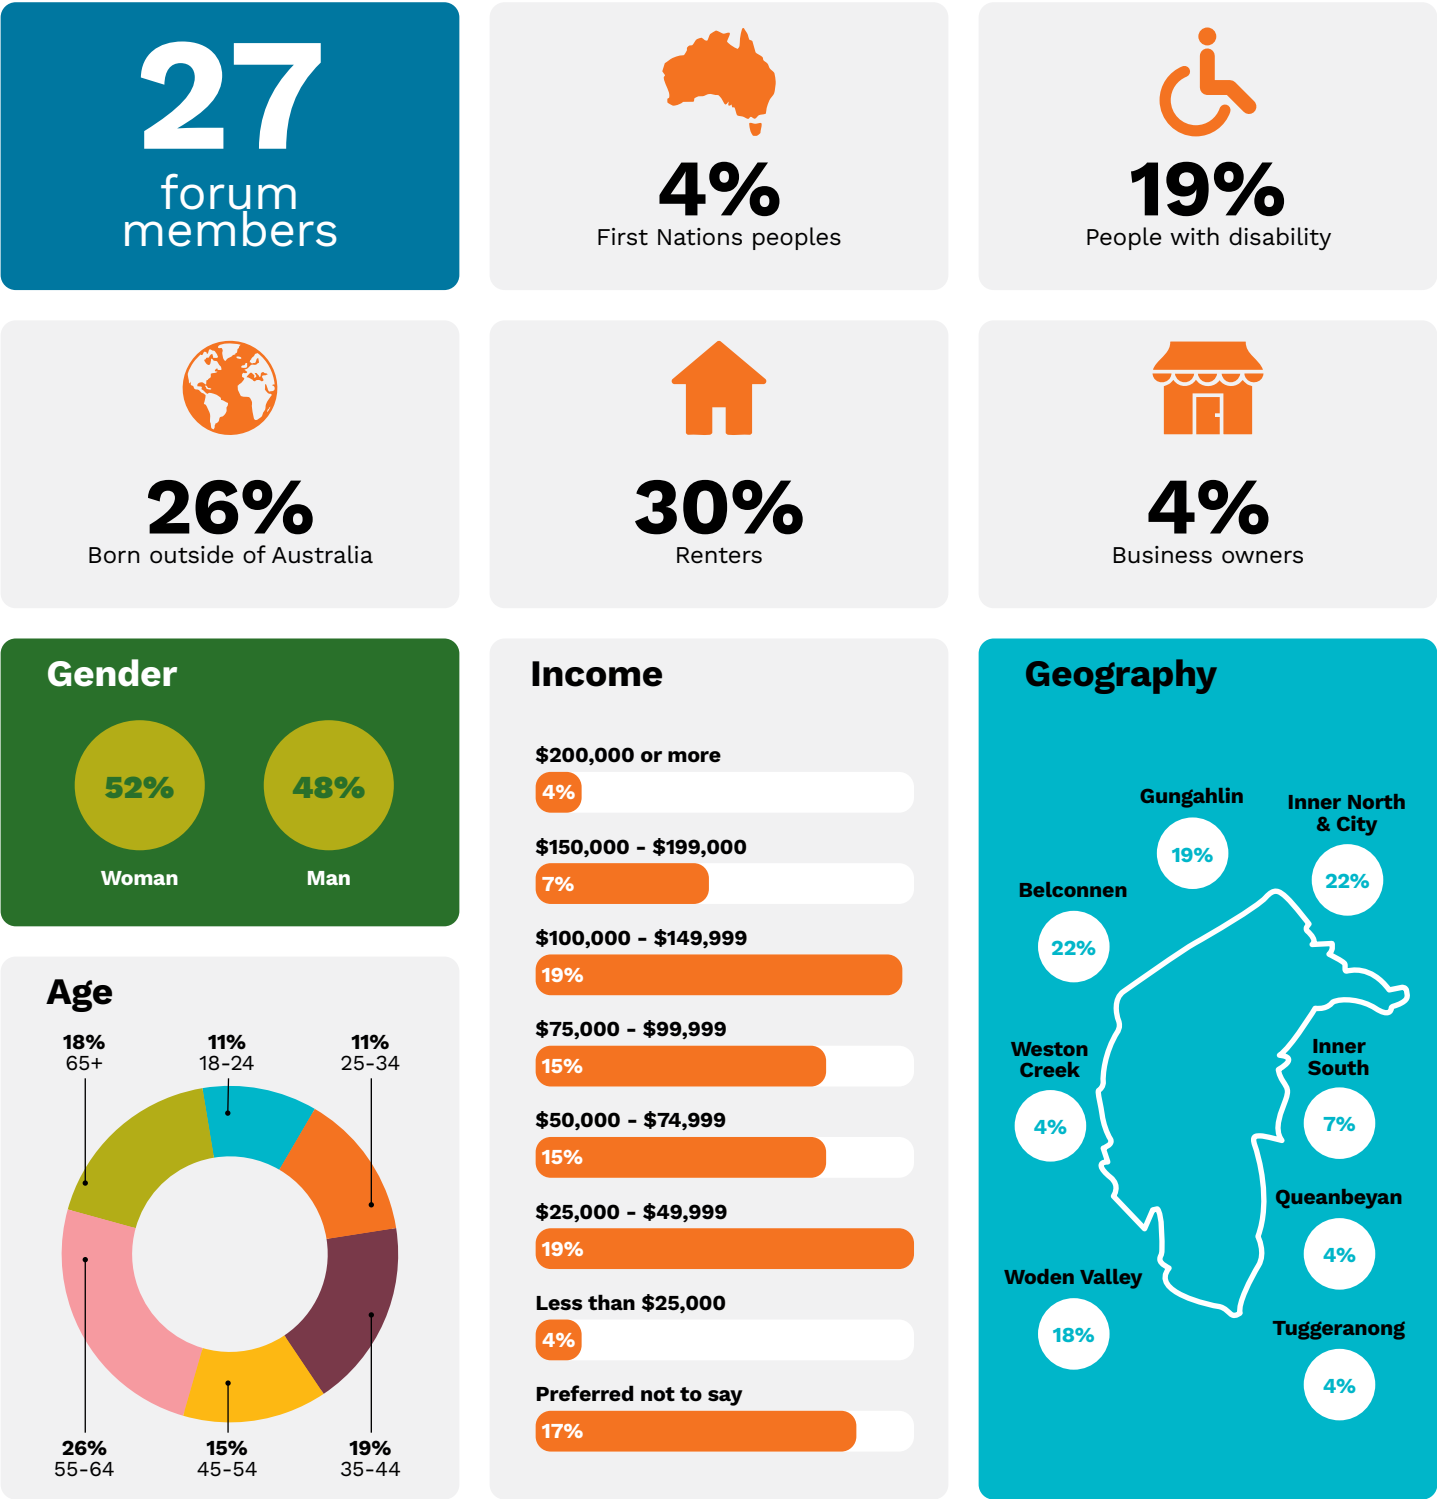 27
forum
members
4%
First Nations peoples
19%
People with disability
26%
Born outside of Australia
30%
Renters
4%
Business owners
Gender
52%
48%
Woman
Man
Age
18%
65+
11%
18-24
11%
25-34
26%
55-64
15%
45-54
19%
35-44
Income
$200,000 or more
4%
$150,000 - $199,000
7%
$100,000 - $149,999
19%
$75,000 - $99,999
15%
$50,000 - $74,999
15%
$25,000 - $49,999
19%
Less than $25,000
4%
Preferred not to say
17%
Geography
Gungahlin
19%
Inner North
& City
22%
Belconnen
22%
Weston
Creek
4%
Inner
South
7%
Queanbeyan
4%
Woden Valley
18%
Tuggeranong
4%